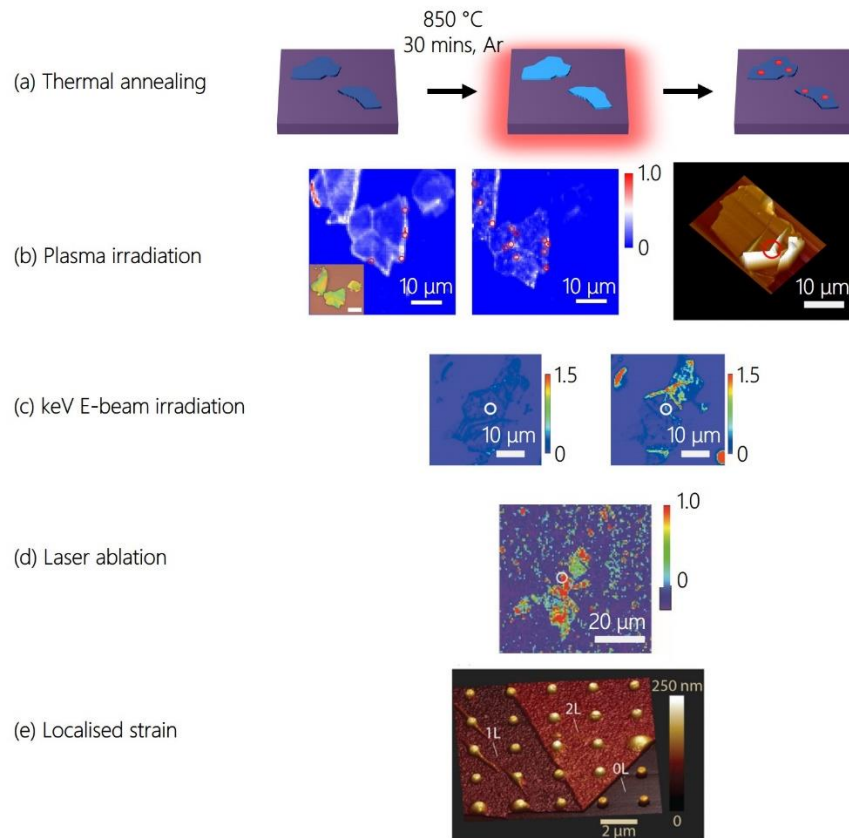 850 °C
30 mins, Ar
(a) Thermal annealing
1.0
0
(b) Plasma irradiation
10 µm
10 µm
10 µm
1.5
0
1.5
0
(c) keV E-beam irradiation
10 µm
10 µm
1.0
0
(d) Laser ablation
20 µm
250 nm
2L
(e) Localised strain
1L
0L
2 µm
0